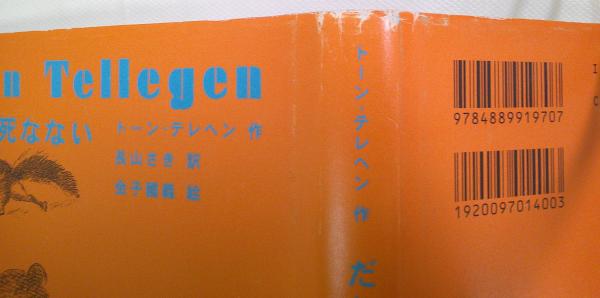 n Tellegen
死なない
トーン・テレヘン 作
長山さき 訳
金子國義 絵
トーン・テレヘン 作
だ
9784889919707
1920097014003
I
C